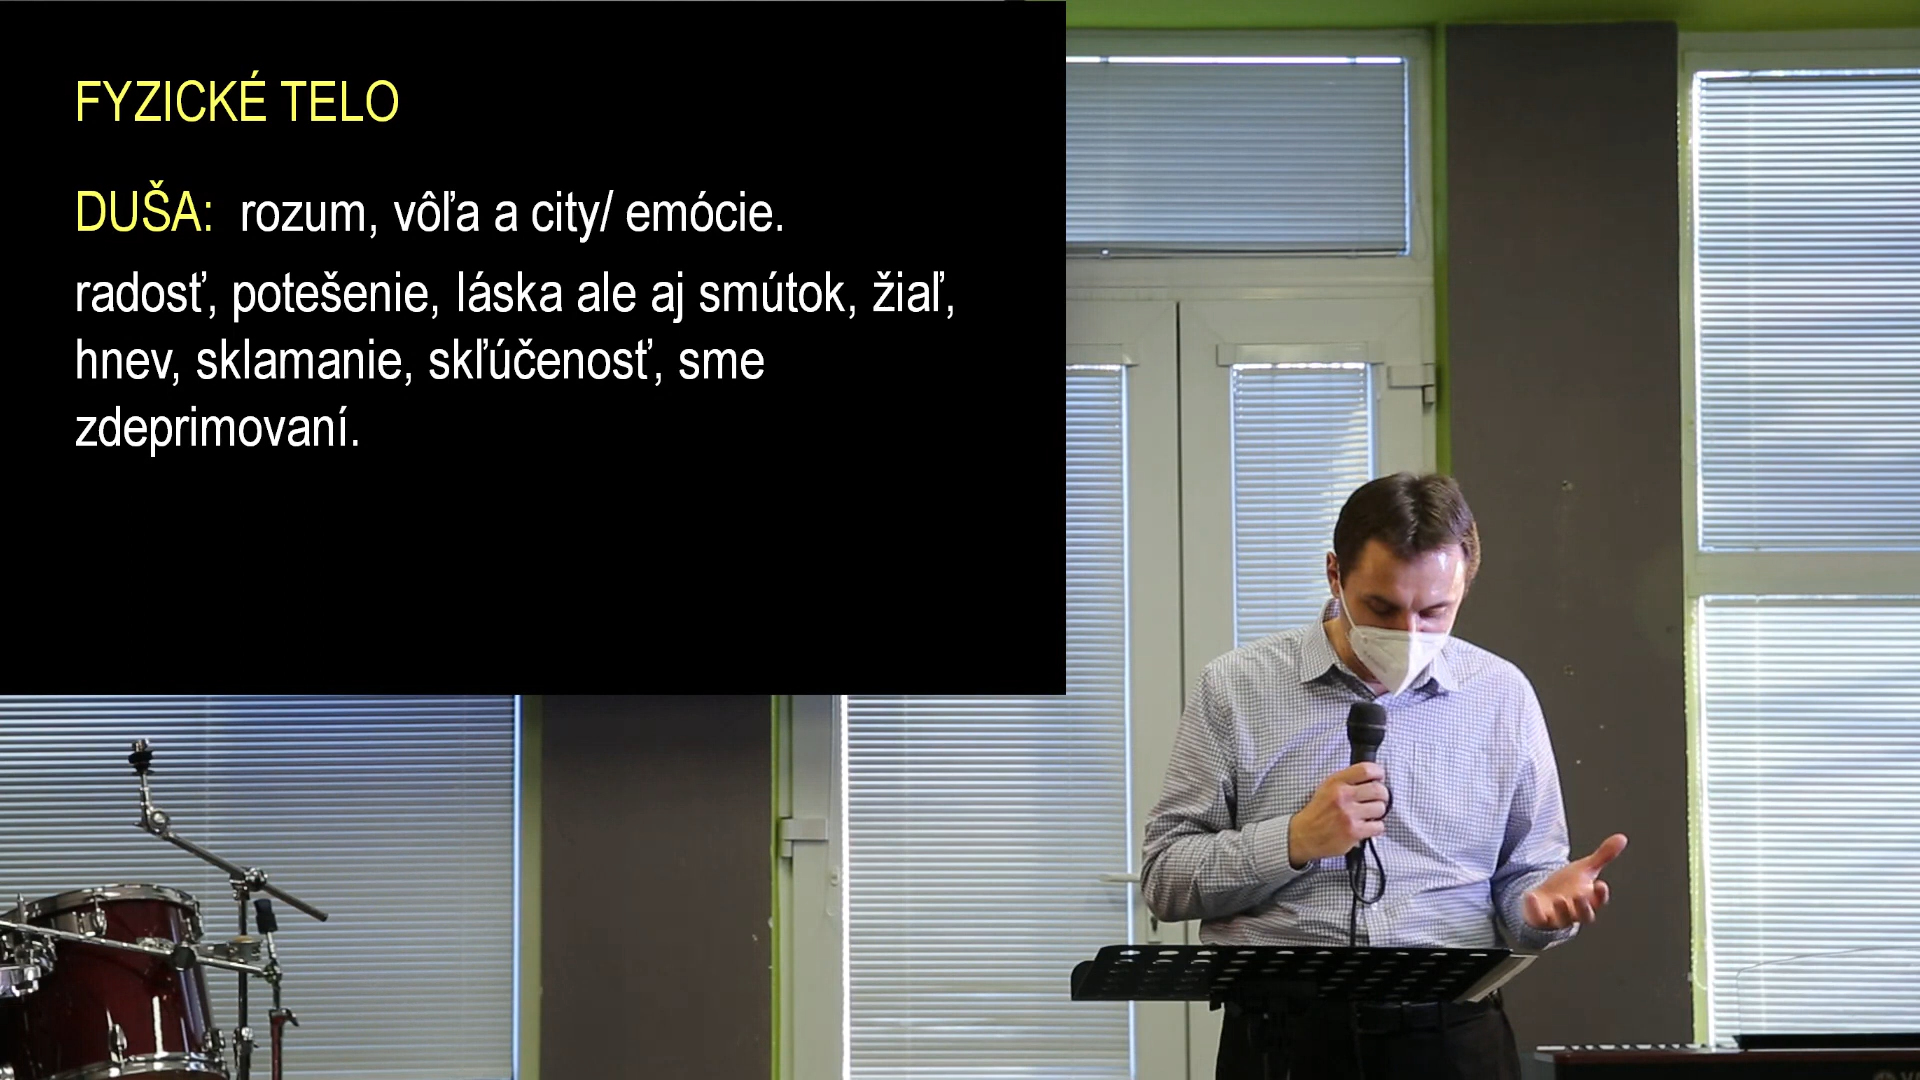 FYZICKÉ TELO
DUŠA: rozum, vôľa a city/ emócie.
radosť, potešenie, láska ale aj smútok, žiaľ,
hnev, sklamanie, skľúčenosť, sme
zdeprimovaní.